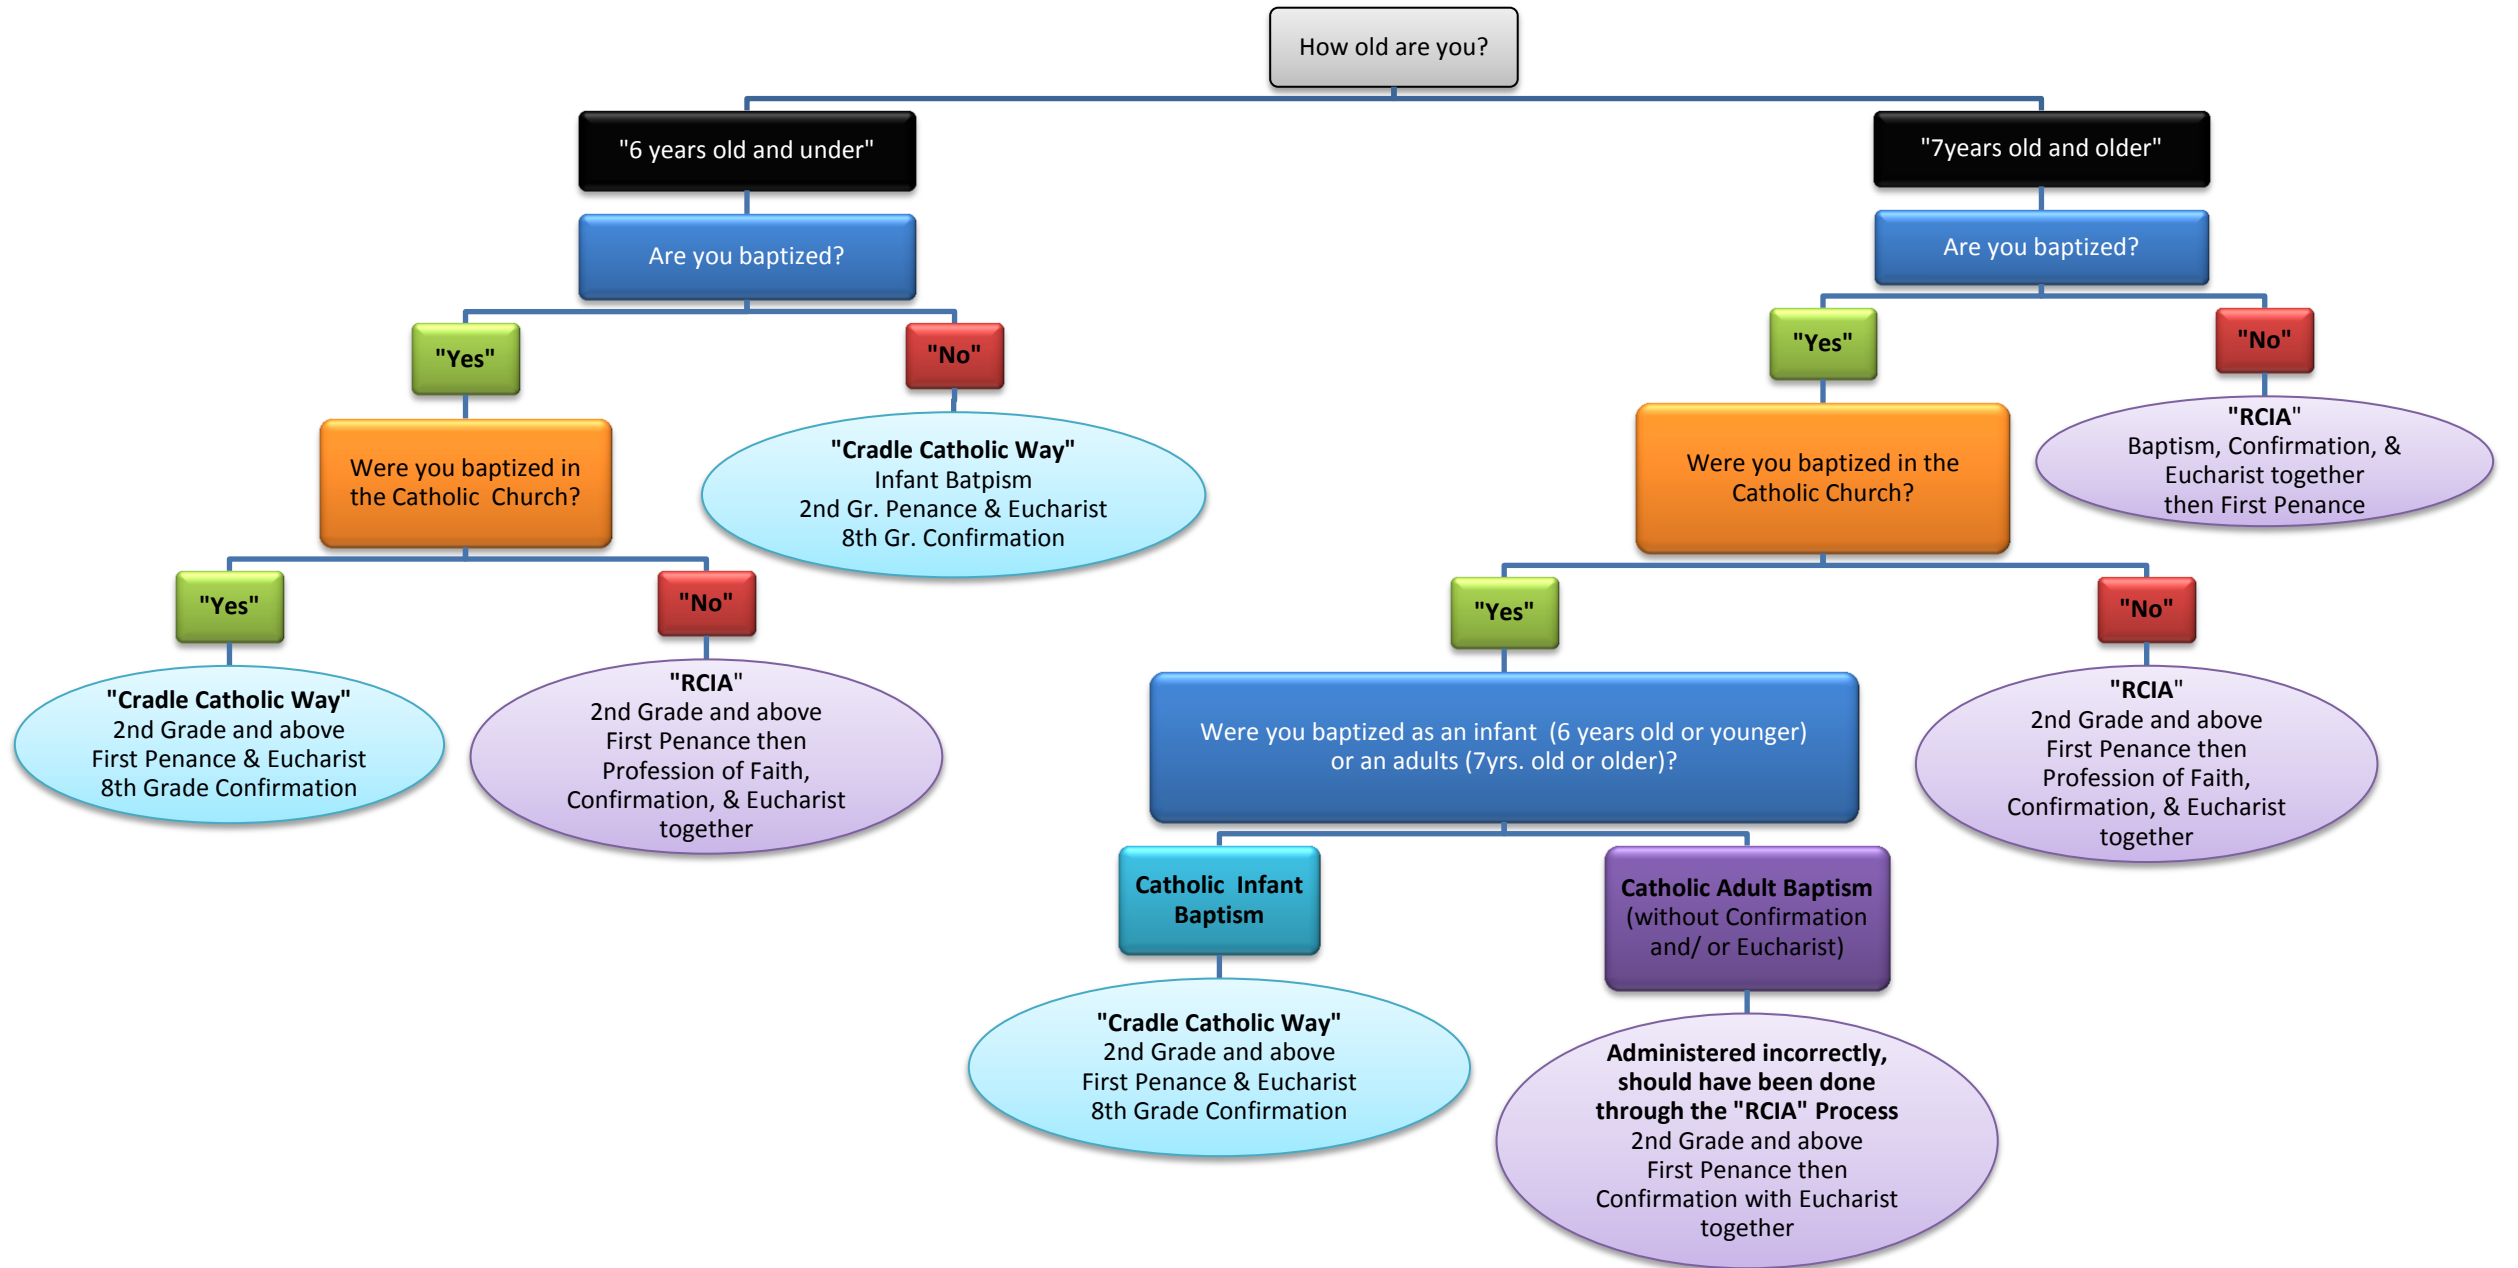 How old are you?
"6 years old and under"
Are you baptized?
"Yes"
Were you baptized in
the Catholic  Church?
"Yes"
"Cradle Catholic Way"
2nd Grade and above
First Penance & Eucharist
8th Grade Confirmation
"No"
"RCIA"
2nd Grade and above
First Penance then
Profession of Faith,
Confirmation, & Eucharist
together
"No"
"Cradle Catholic Way"
Infant Batpism
2nd Gr. Penance & Eucharist
8th Gr. Confirmation
"7years old and older"
Are you baptized?
"Yes"
Were you baptized in the
Catholic Church?
"Yes"
Were you baptized as an infant  (6 years old or younger)
or an adults (7yrs. old or older)?
Catholic  Infant
Baptism
"Cradle Catholic Way"
2nd Grade and above
First Penance & Eucharist
8th Grade Confirmation
Catholic Adult Baptism
(without Confirmation
and/ or Eucharist)
Administered incorrectly,
should have been done
through the "RCIA" Process
2nd Grade and above
First Penance then
Confirmation with Eucharist
together
"No"
"RCIA"
2nd Grade and above
First Penance then
Profession of Faith,
Confirmation, & Eucharist
together
"No"
"RCIA"
Baptism, Confirmation, &
Eucharist together
then First Penance